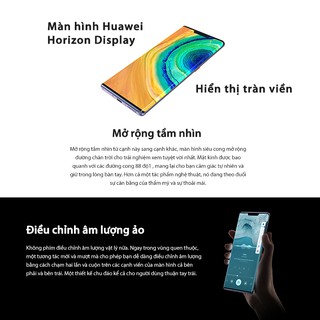 Màn hình Huawei
Horizon Display
Hiển thị tràn viền
Mở rộng tầm nhìn
Mở rộng tầm nhìn từ cạnh này sang cạnh khác, màn hình siêu cong mở rộng
đường chân trời cho trải nghiệm xem tuyệt vời nhất. Mặt kính được bao
quanh với các đường cong 88 độ1 , mang lại cho bạn cảm giác tự nhiên và
giữ trong lòng bàn tay. Hơn cả một tác phẩm nghệ thuật, nó đang theo đuổi
sự cân bằng của thẩm mỹ và sự thoải mái.
Điều chỉnh âm lượng ảo
Không phím điều chỉnh âm lượng vật lý nữa. Ngay trong vùng quen thuộc,
một tương tác mới và mượt mà cho phép bạn dễ dàng điều chỉnh âm lượng
bằng cách chạm hai lần và cuộn trên các cạnh viền của màn hình cả bên
phải và bên trái. Một thiết kế chu đáo kể cả cho người dùng thuận tay trái.